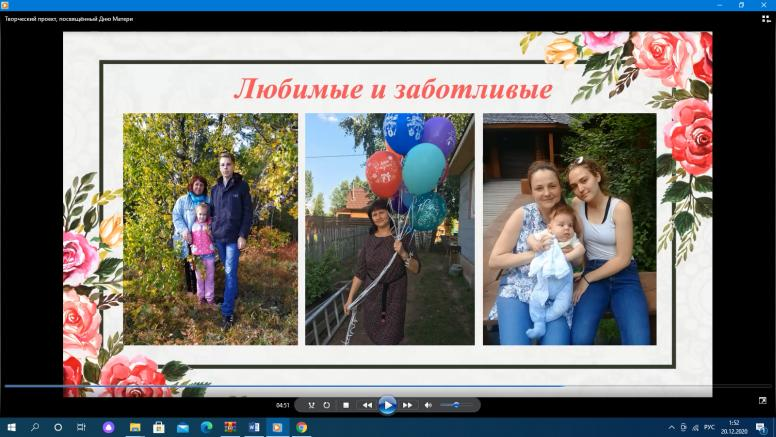 Творческий проект, посвящённый Дню Матери
Любимые и заботливые
04:51
РУС
1:52
20.12.2020